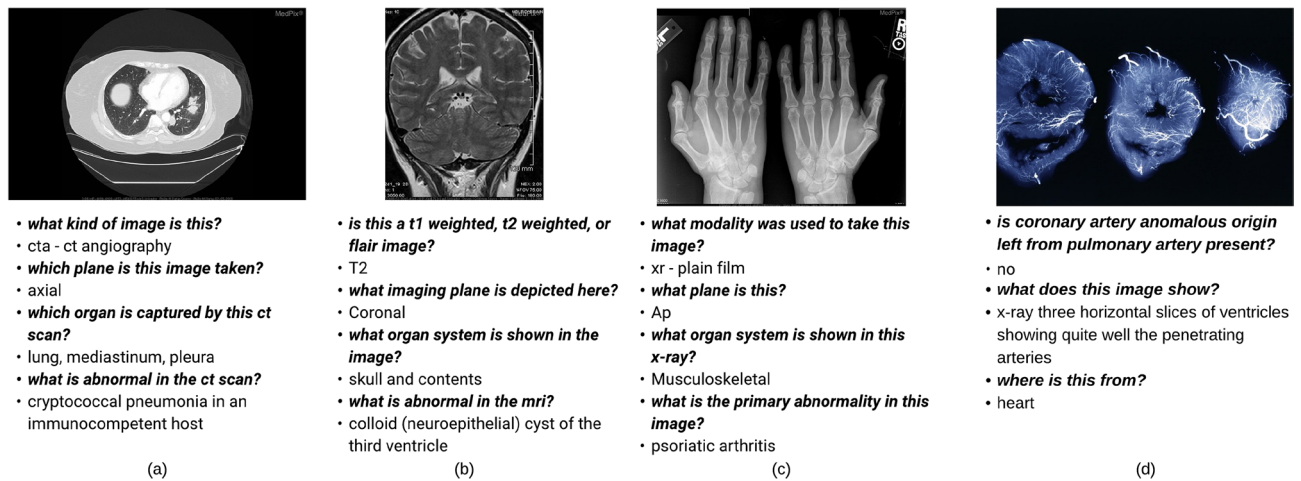 MedPix
• what kind of image is this?
• cta - ct angiography
• which plane is this image taken?
• axial
• which organ is captured by this ct
scan?
• lung, mediastinum, pleura
• what is abnormal in the ct scan?
• cryptococcal pneumonia in an
immunocompetent host
(a)
• is this a t1 weighted, t2 weighted, or
flair image?
• T2
• what imaging plane is depicted here?
• Coronal
• what organ system is shown in the
image?
• skull and contents
• what is abnormal in the mri?
• colloid (neuroepithelial) cyst of the
third ventricle
(b)
MedPix
R
• what modality was used to take this
image?
• xr - plain film
• what plane is this?
• Ap
• what organ system is shown in this
x-ray?
• Musculoskeletal
• what is the primary abnormality in this
image?
• psoriatic arthritis
(c)
• is coronary artery anomalous origin
left from pulmonary artery present?
• no
• what does this image show?
• x-ray three horizontal slices of ventricles
showing quite well the penetrating
arteries
• where is this from?
• heart
(d)